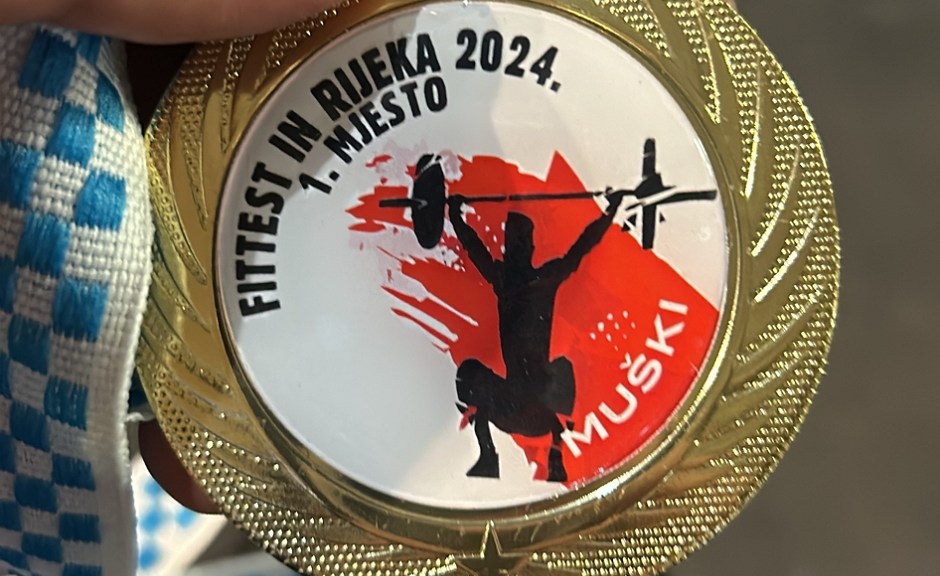 FITTEST IN RIJEKA 2024.
1. MJESTO
MUŠKI